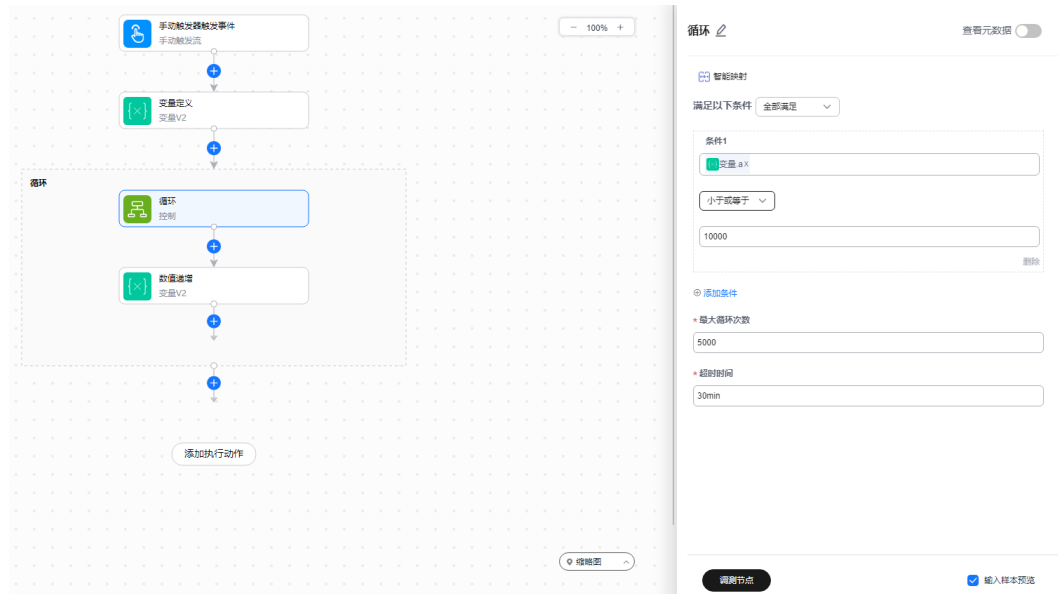 手动触发器触发事件
手动触发流
变量定义
变量V2
循环
循环
控制
数值递增
变量V2
添加执行动作
− 100% +
缩略图
循环
查看元数据
智能映射
满足以下条件 全部满足
条件1
变量.a x
小于或等于
10000
删除
添加条件
* 最大循环次数
5000
* 超时时间
30min
调测节点
输入样本预览